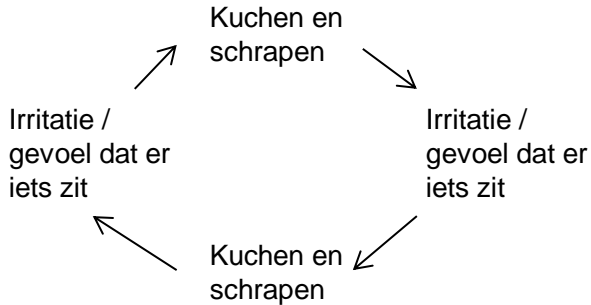 Kuchen en
schrapen
Irritatie /
gevoel dat er
iets zit
Irritatie /
gevoel dat er
iets zit
Kuchen en
schrapen